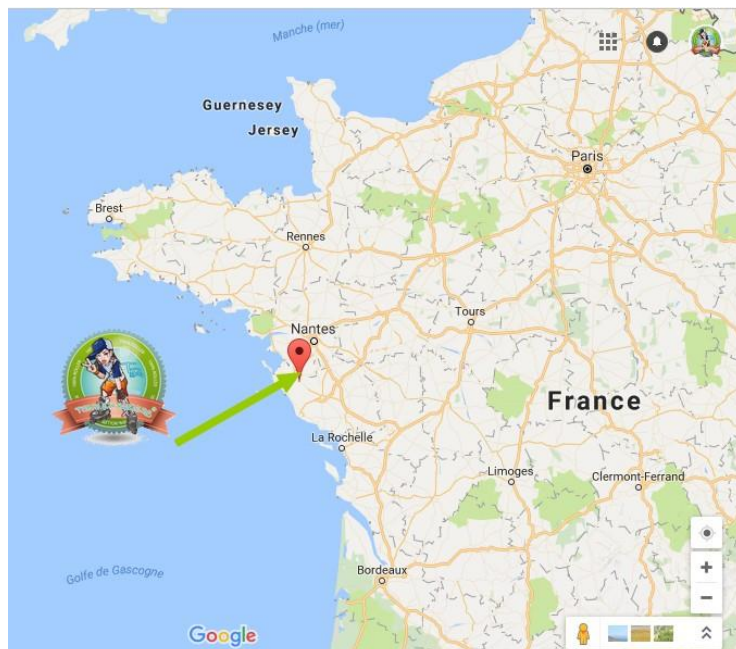 Manche (mer)
Guernesey
Jersey
Paris
Brest
Rennes
Tours
Nantes
France
La Rochelle
Limoges
Clermont-Ferrand
Golfe de Gascogne
Bordeaux
Google